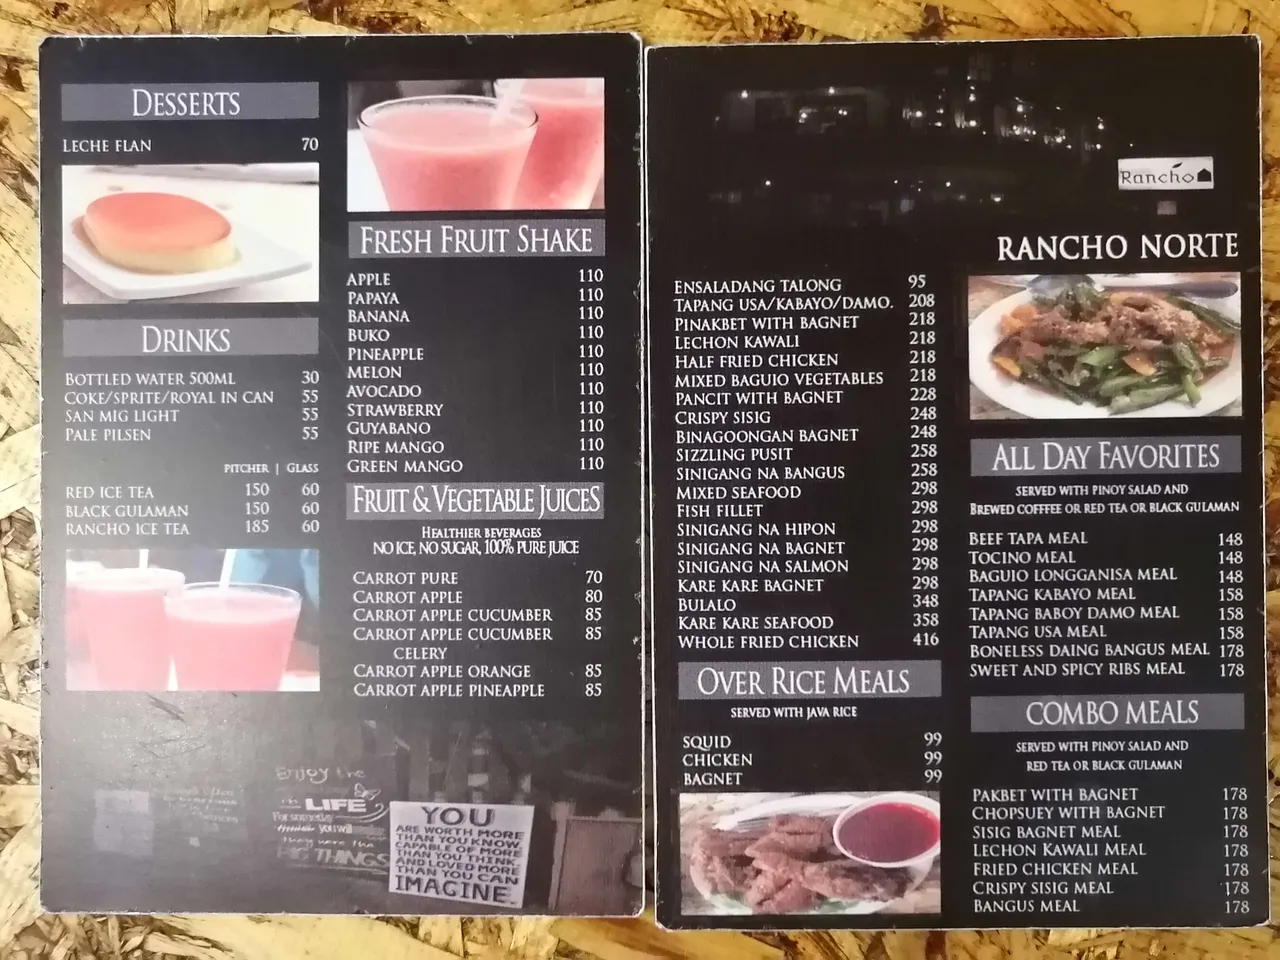 DESSERTS
LECHE FLAN 70
DRINKS
BOTTLED WATER 500ML 30
COKE/SPRITE/ROYAL IN CAN 55
SAN MIG LIGHT 55
PALE PILSEN 55
PITCHER | GLASS
RED ICE TEA 150 60
BLACK GULAMAN 150 60
RANCHO ICE TEA 185 60
FRESH FRUIT SHAKE
APPLE 110
PAPAYA 110
BANANA 110
BUKO 110
PINEAPPLE 110
MELON 110
AVOCADO 110
STRAWBERRY 110
GUYABANO 110
RIPE MANGO 110
GREEN MANGO 110
FRUIT & VEGETABLE JUICES
HEALTHIER BEVERAGES
NO ICE, NO SUGAR, 100% PURE JUICE
CARROT PURE 70
CARROT APPLE 80
CARROT APPLE CUCUMBER 85
CARROT APPLE CUCUMBER 85
CELERY
CARROT APPLE ORANGE 85
CARROT APPLE PINEAPPLE 85
Enjoy the
LIFE
For someday
you will
they were the
BIG THINGS
YOU
ARE WORTH MORE
THAN YOU KNOW,
CAPABLE OF MORE
THAN YOU THINK,
AND LOVED MORE
THAN YOU CAN
IMAGINE.
Rancho
RANCHO NORTE
ENSALADANG TALONG 95
TAPANG USA/KABAYO/DAMO. 208
PINAKBET WITH BAGNET 218
LECHON KAWALI 218
HALF FRIED CHICKEN 218
MIXED BAGUIO VEGETABLES 218
PANCIT WITH BAGNET 228
CRISPY SISIG 248
BINAGOONGAN BAGNET 248
SIZZLING PUSIT 258
SINIGANG NA BANGUS 258
MIXED SEAFOOD 298
FISH FILLET 298
SINIGANG NA HIPON 298
SINIGANG NA BAGNET 298
SINIGANG NA SALMON 298
KARE KARE BAGNET 298
BULALO 348
KARE KARE SEAFOOD 358
WHOLE FRIED CHICKEN 416
OVER RICE MEALS
SERVED WITH JAVA RICE
SQUID 99
CHICKEN 99
BAGNET 99
ALL DAY FAVORITES
SERVED WITH PINOY SALAD AND
BREWED COFFFEE OR RED TEA OR BLACK GULAMAN
BEEF TAPA MEAL 148
TOCINO MEAL 148
BAGUIO LONGGANISA MEAL 148
TAPANG KABAYO MEAL 158
TAPANG BABOY DAMO MEAL 158
TAPANG USA MEAL 158
BONELESS DAING BANGUS MEAL 178
SWEET AND SPICY RIBS MEAL 178
COMBO MEALS
SERVED WITH PINOY SALAD AND
RED TEA OR BLACK GULAMAN
PAKBET WITH BAGNET 178
CHOPSUEY WITH BAGNET 178
SISIG BAGNET MEAL 178
LECHON KAWALI MEAL 178
FRIED CHICKEN MEAL 178
CRISPY SISIG MEAL 178
BANGUS MEAL 178